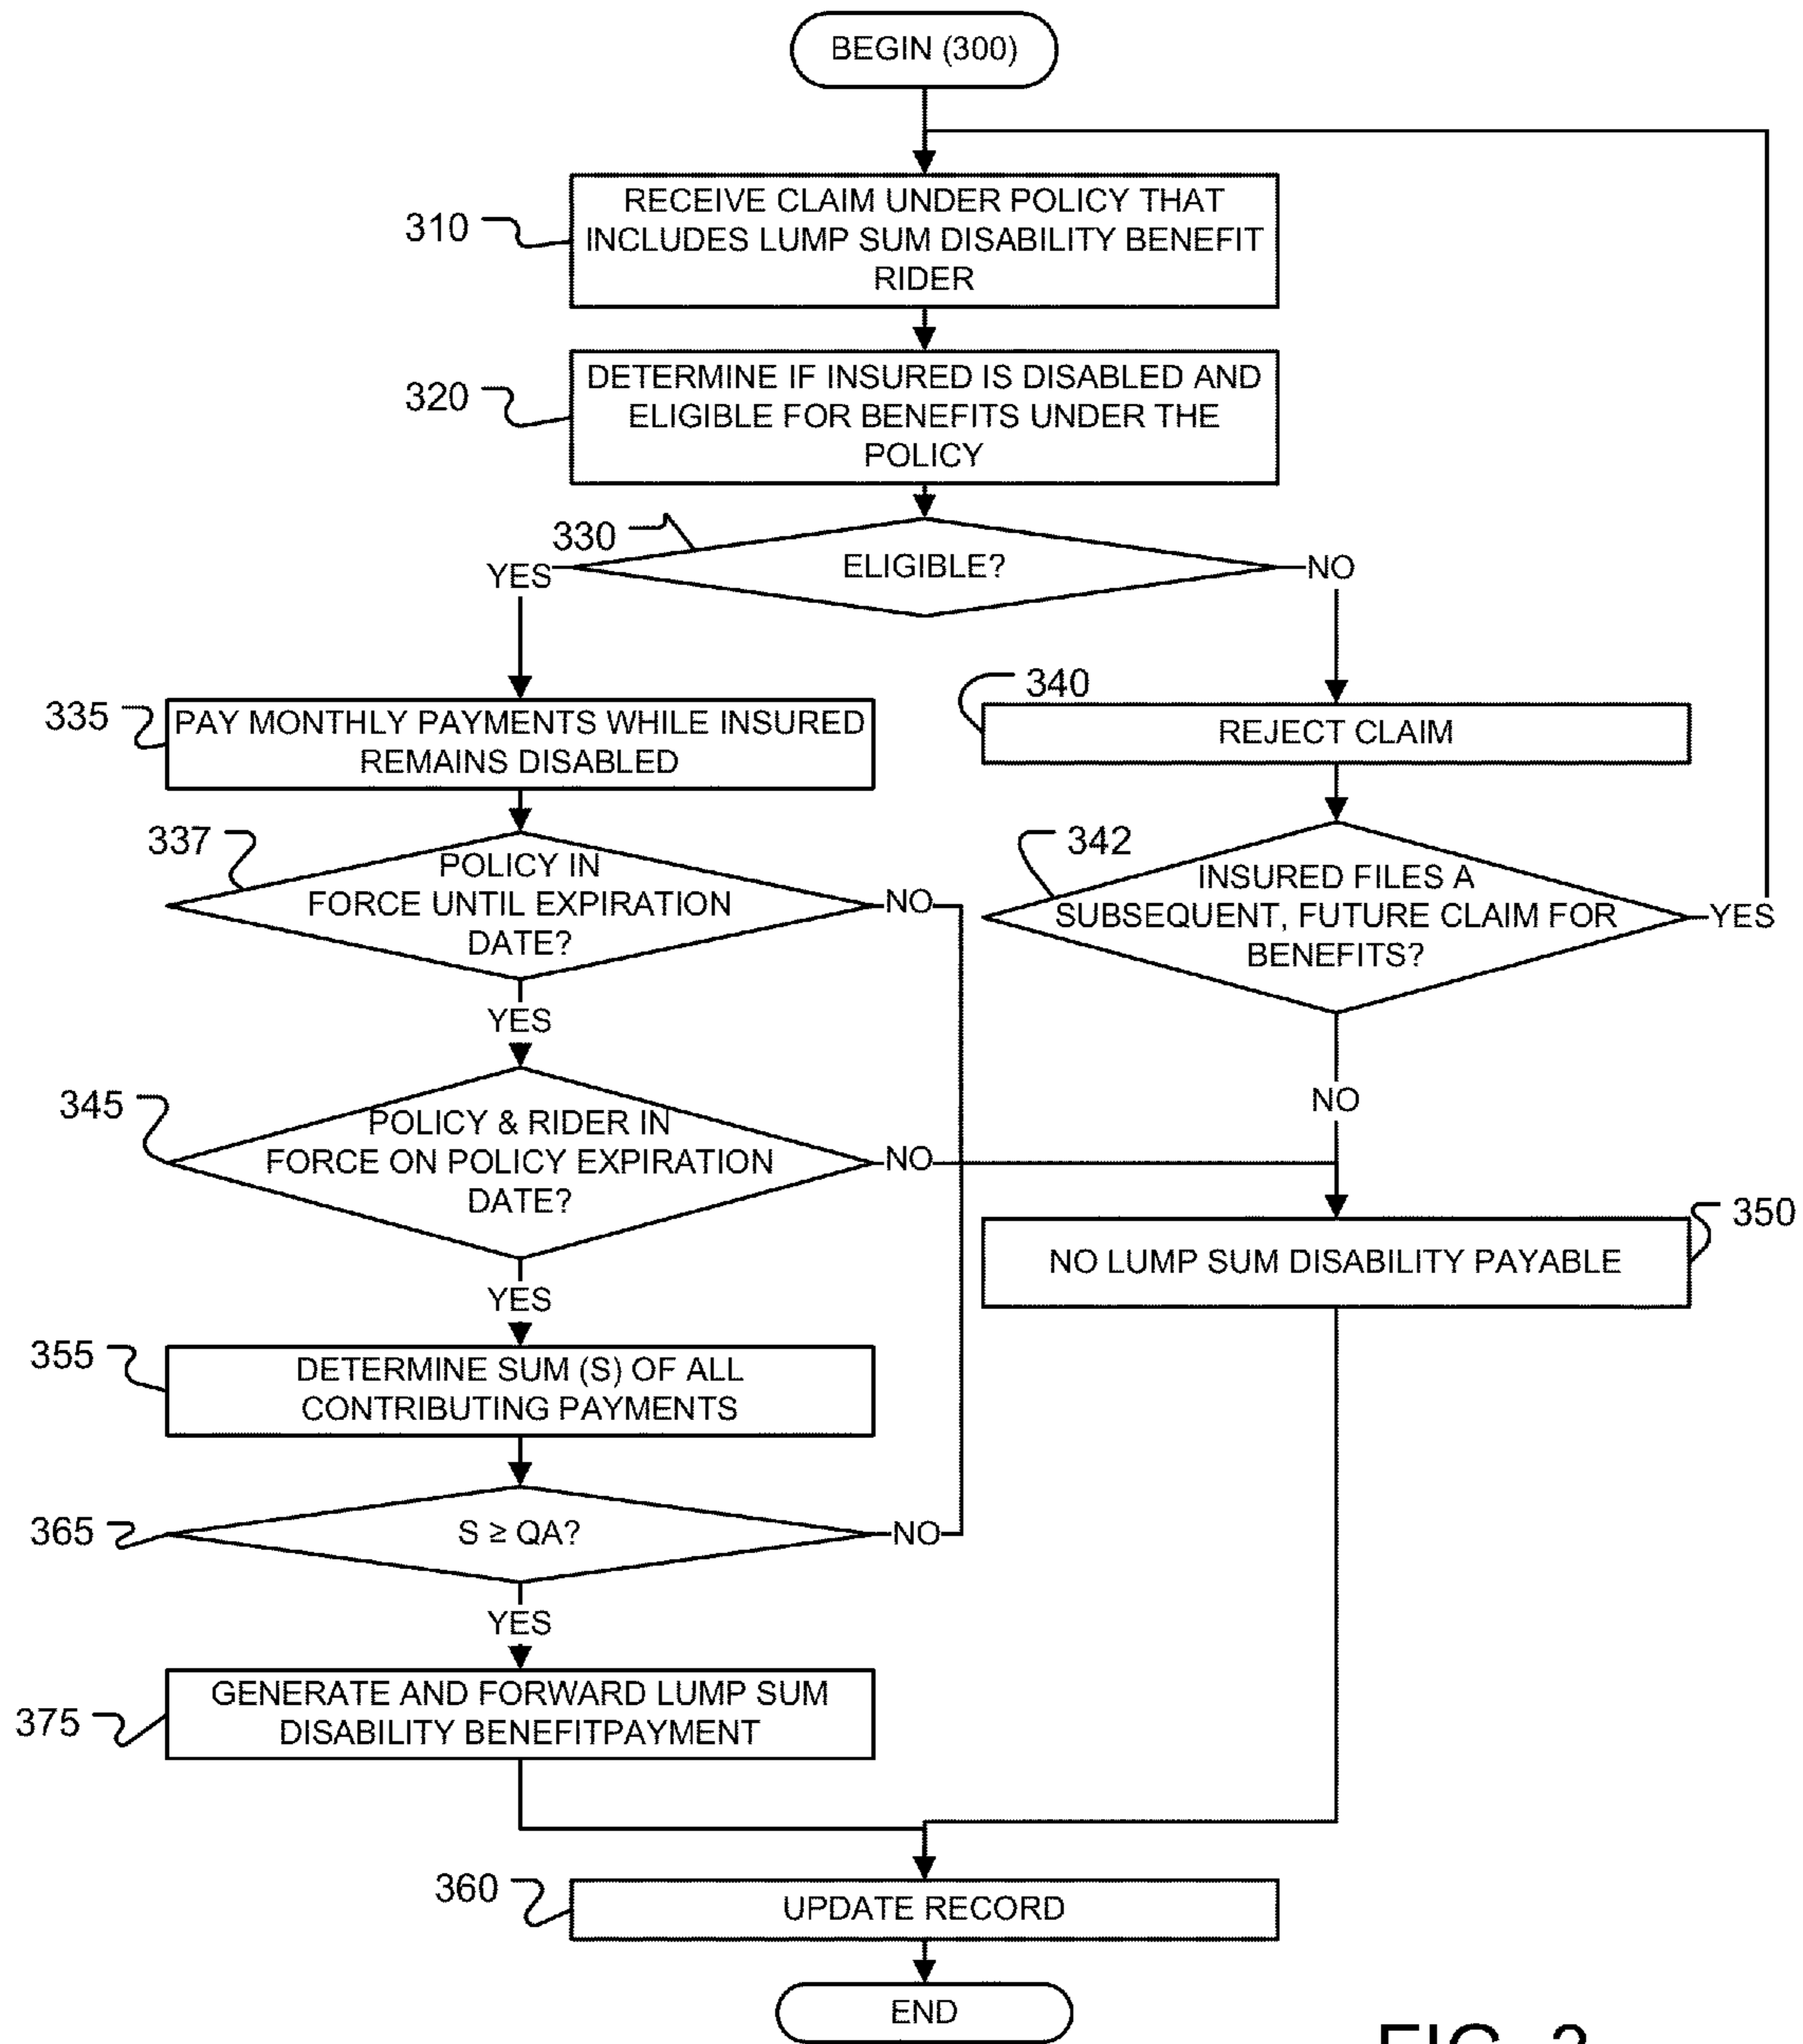 BEGIN (300)
310
RECEIVE CLAIM UNDER POLICY THAT
INCLUDES LUMP SUM DISABILITY BENEFIT
RIDER
320
DETERMINE IF INSURED IS DISABLED AND
ELIGIBLE FOR BENEFITS UNDER THE
POLICY
330
ELIGIBLE?
YES
NO
335
PAY MONTHLY PAYMENTS WHILE INSURED
REMAINS DISABLED
340
REJECT CLAIM
337
POLICY IN
FORCE UNTIL EXPIRATION
DATE?
NO
YES
342
INSURED FILES A
SUBSEQUENT, FUTURE CLAIM FOR
BENEFITS?
YES
NO
345
POLICY & RIDER IN
FORCE ON POLICY EXPIRATION
DATE?
NO
YES
350
NO LUMP SUM DISABILITY PAYABLE
355
DETERMINE SUM (S) OF ALL
CONTRIBUTING PAYMENTS
365
S ≥ QA?
NO
YES
375
GENERATE AND FORWARD LUMP SUM
DISABILITY BENEFITPAYMENT
360
UPDATE RECORD
END